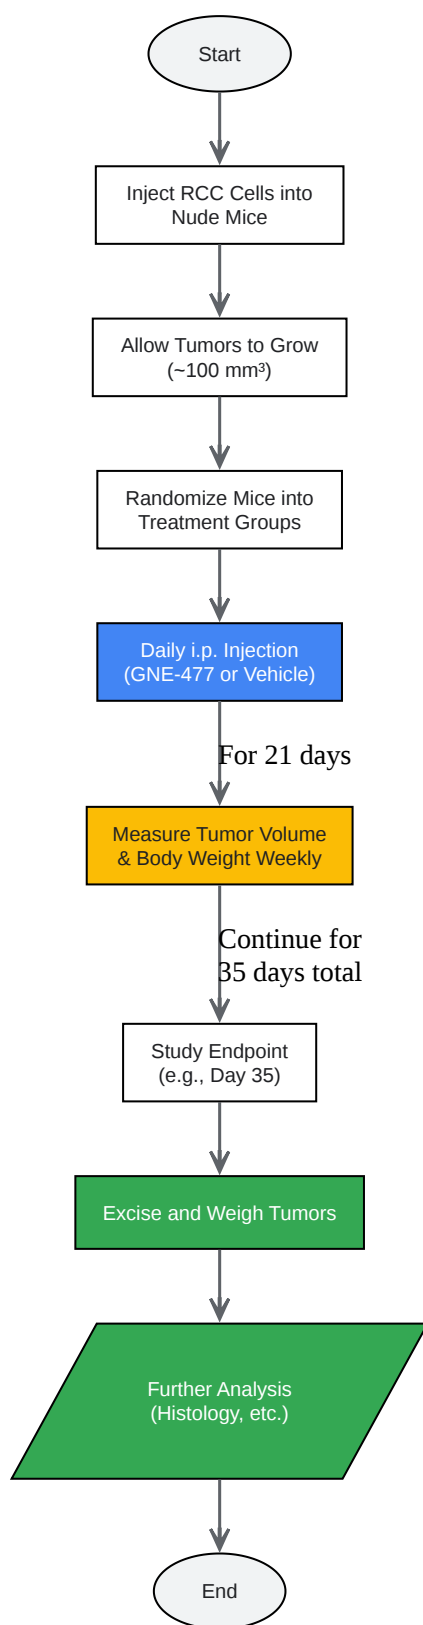 Start
Inject RCC Cells into
Nude Mice
Allow Tumors to Grow
(~100 mm³)
Randomize Mice into
Treatment Groups
Daily i.p. Injection
(GNE-477 or Vehicle)
For 21 days
Measure Tumor Volume
& Body Weight Weekly
Continue for
35 days total
Study Endpoint
(e.g., Day 35)
Excise and Weigh Tumors
Further Analysis
(Histology, etc.)
End